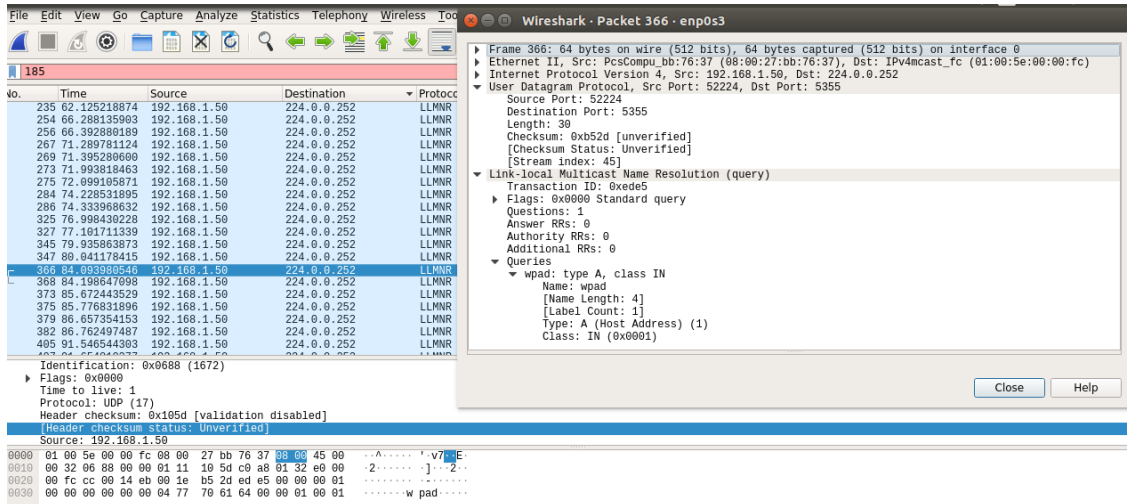 File Edit View Go Capture Analyze Statistics Telephony Wireless Too
Wireshark · Packet 366 · enp0s3
185
No. Time Source Destination Protoco
235 62.125218874 192.168.1.50 224.0.0.252 LLMNR
254 66.288135903 192.168.1.50 224.0.0.252 LLMNR
256 66.392880189 192.168.1.50 224.0.0.252 LLMNR
267 71.289781124 192.168.1.50 224.0.0.252 LLMNR
269 71.395280600 192.168.1.50 224.0.0.252 LLMNR
273 71.993818463 192.168.1.50 224.0.0.252 LLMNR
275 72.099105871 192.168.1.50 224.0.0.252 LLMNR
284 74.228531895 192.168.1.50 224.0.0.252 LLMNR
286 74.333968632 192.168.1.50 224.0.0.252 LLMNR
325 76.998430228 192.168.1.50 224.0.0.252 LLMNR
327 77.101711339 192.168.1.50 224.0.0.252 LLMNR
345 79.935863873 192.168.1.50 224.0.0.252 LLMNR
347 80.041178415 192.168.1.50 224.0.0.252 LLMNR
366 84.093980546 192.168.1.50 224.0.0.252 LLMNR
368 84.198647098 192.168.1.50 224.0.0.252 LLMNR
373 85.672443529 192.168.1.50 224.0.0.252 LLMNR
375 85.776831896 192.168.1.50 224.0.0.252 LLMNR
379 86.657354153 192.168.1.50 224.0.0.252 LLMNR
382 86.762497487 192.168.1.50 224.0.0.252 LLMNR
405 91.546544303 192.168.1.50 224.0.0.252 LLMNR
Frame 366: 64 bytes on wire (512 bits), 64 bytes captured (512 bits) on interface 0
Ethernet II, Src: PcsCompu_bb:76:37 (08:00:27:bb:76:37), Dst: IPv4mcast_fc (01:00:5e:00:00:fc)
Internet Protocol Version 4, Src: 192.168.1.50, Dst: 224.0.0.252
User Datagram Protocol, Src Port: 52224, Dst Port: 5355
Source Port: 52224
Destination Port: 5355
Length: 30
Checksum: 0xb52d [unverified]
[Checksum Status: Unverified]
[Stream index: 45]
Link-local Multicast Name Resolution (query)
Transaction ID: 0xede5
Flags: 0x0000 Standard query
Questions: 1
Answer RRs: 0
Authority RRs: 0
Additional RRs: 0
Queries
wpad: type A, class IN
Name: wpad
[Name Length: 4]
[Label Count: 1]
Type: A (Host Address) (1)
Class: IN (0x0001)
Close Help
Identification: 0x0688 (1672)
Flags: 0x0000
Time to live: 1
Protocol: UDP (17)
Header checksum: 0x105d [validation disabled]
[Header checksum status: Unverified]
Source: 192.168.1.50
0000 01 00 5e 00 00 fc 08 00 27 bb 76 37 08 00 45 00 ··^····· '·v7··E·
0010 00 32 06 88 00 00 01 11 10 5d c0 a8 01 32 e0 00 ·2······ ·]···2··
0020 00 fc cc 00 14 eb 00 1e b5 2d ed e5 00 00 00 01 ········ ·-······
0030 00 00 00 00 00 00 04 77 70 61 64 00 00 01 00 01 ·······w pad·····